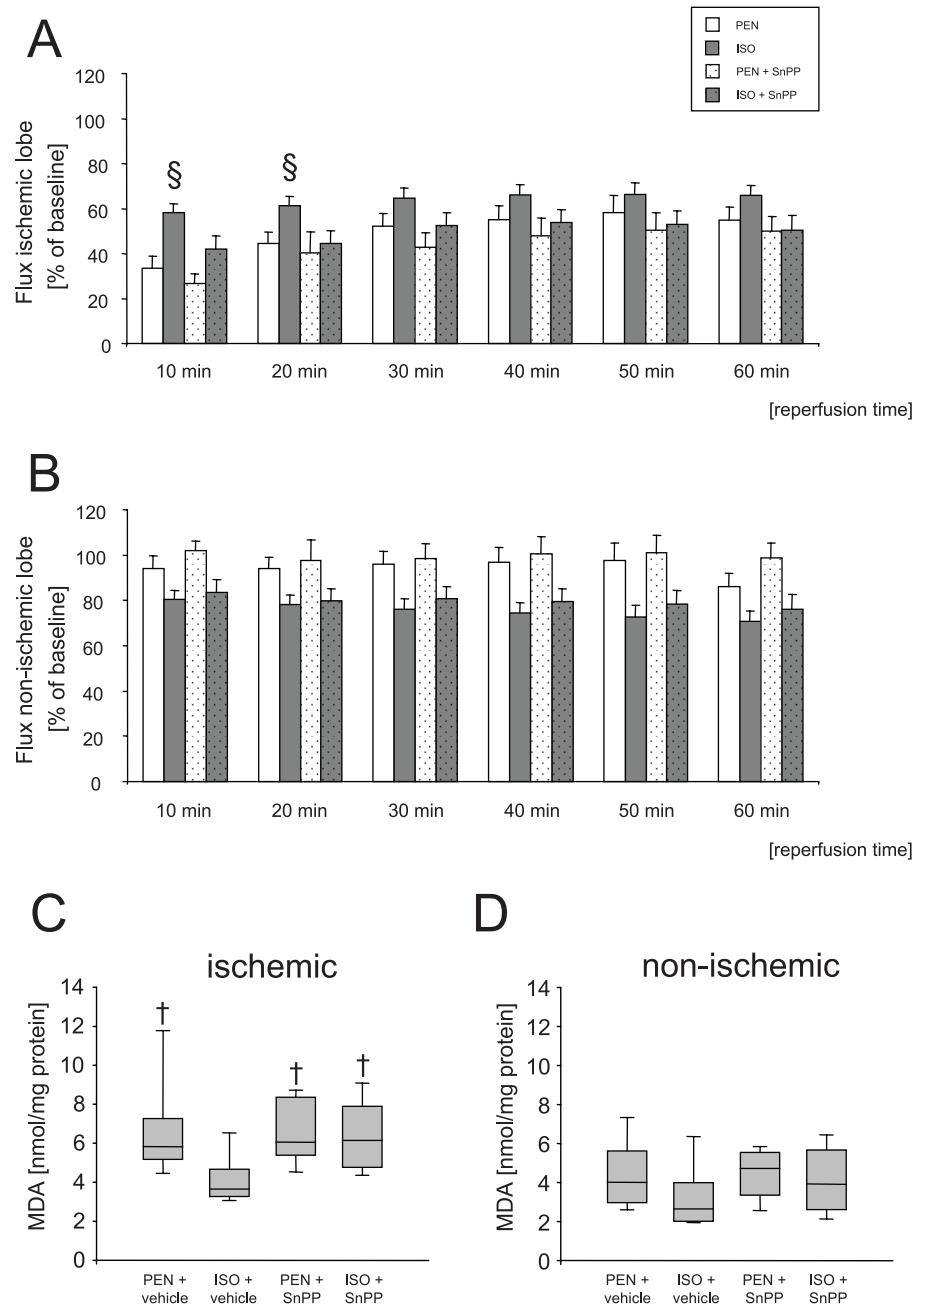 A
PEN
ISO
PEN + SnPP
ISO + SnPP
Flux ischemic lobe
[% of baseline]
120
100
80
60
40
20
0
§
§
10 min
20 min
30 min
40 min
50 min
60 min
[reperfusion time]
B
Flux non-ischemic lobe
[% of baseline]
120
100
80
60
40
20
0
10 min
20 min
30 min
40 min
50 min
60 min
[reperfusion time]
C
ischemic
MDA [nmol/mg protein]
14
12
10
8
6
4
2
0
†
†
†
PEN +
vehicle
ISO +
vehicle
PEN +
SnPP
ISO +
SnPP
D
non-ischemic
MDA [nmol/mg protein]
14
12
10
8
6
4
2
0
PEN +
vehicle
ISO +
vehicle
PEN +
SnPP
ISO +
SnPP